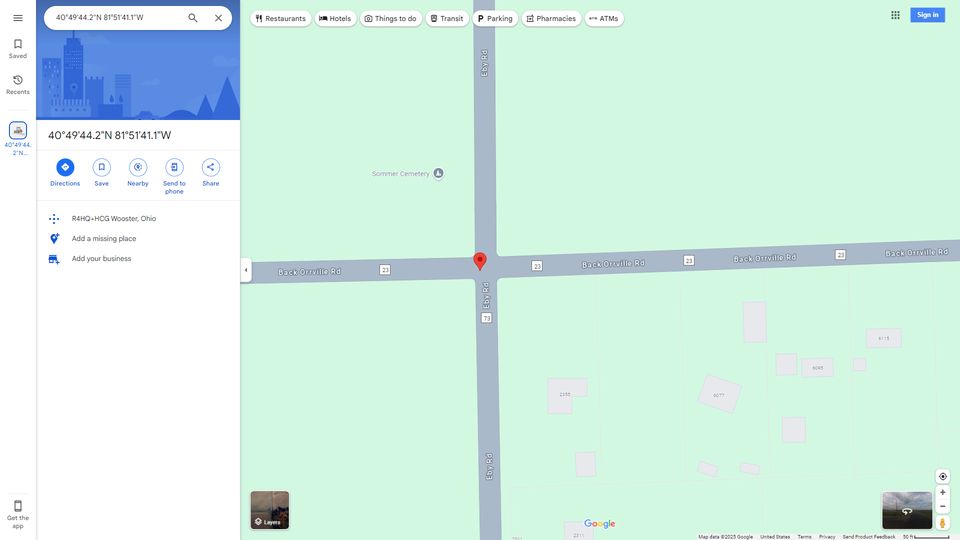 40°49'44.2"N 81°51'41.1"W
Restaurants
Hotels
Things to do
Transit
Parking
Pharmacies
ATMs
Sign in
Saved
Recents
40°49'44.
2"N…
Get the
app
40°49'44.2"N 81°51'41.1"W
Directions
Save
Nearby
Send to
phone
Share
R4HQ+HCG Wooster, Ohio
Add a missing place
Add your business
Eby Rd
Sommer Cemetery
Back Orrville Rd
23
23
Back Orrville Rd
23
Back Orrville Rd
23
Back Orrville Rd
Eby Rd
79
6115
6095
6077
2355
Eby Rd
2311
Layers
Google
Map data ©2025 Google
United States
Terms
Privacy
Send Product Feedback
50 ft